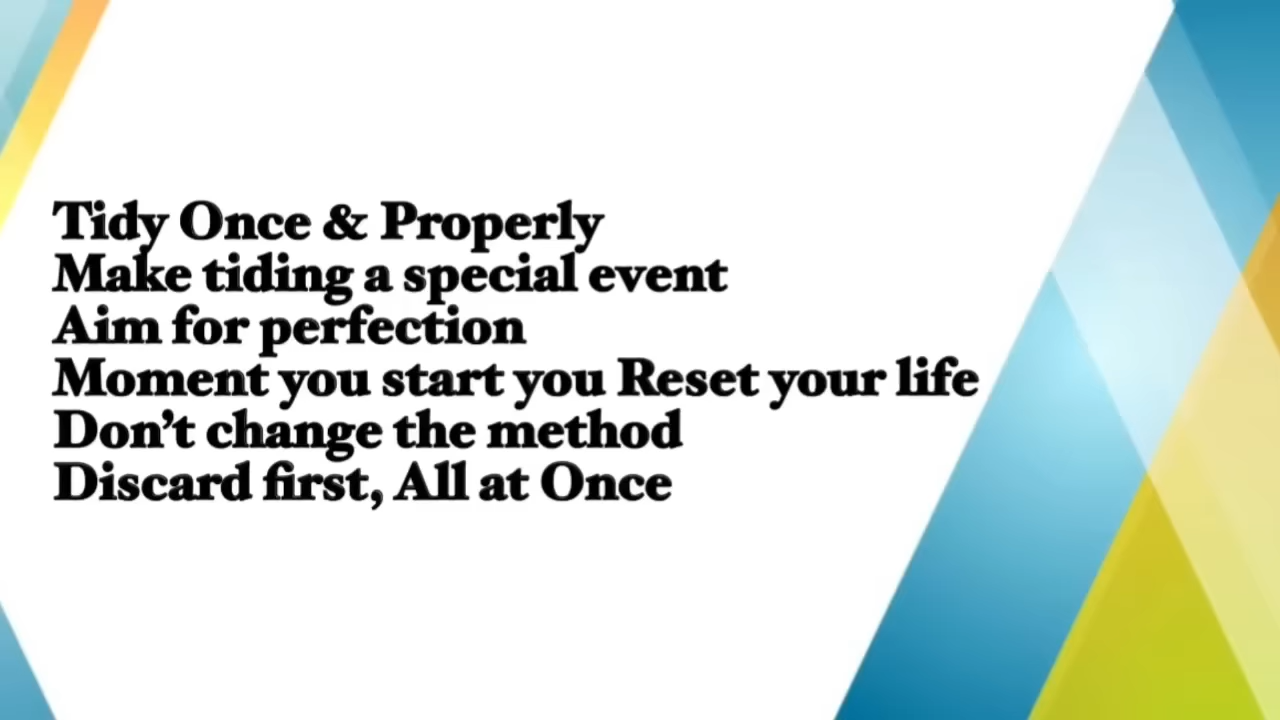 Tidy Once & Properly
Make tiding a special event
Aim for perfection
Moment you start you Reset your life
Don’t change the method
Discard first, All at Once